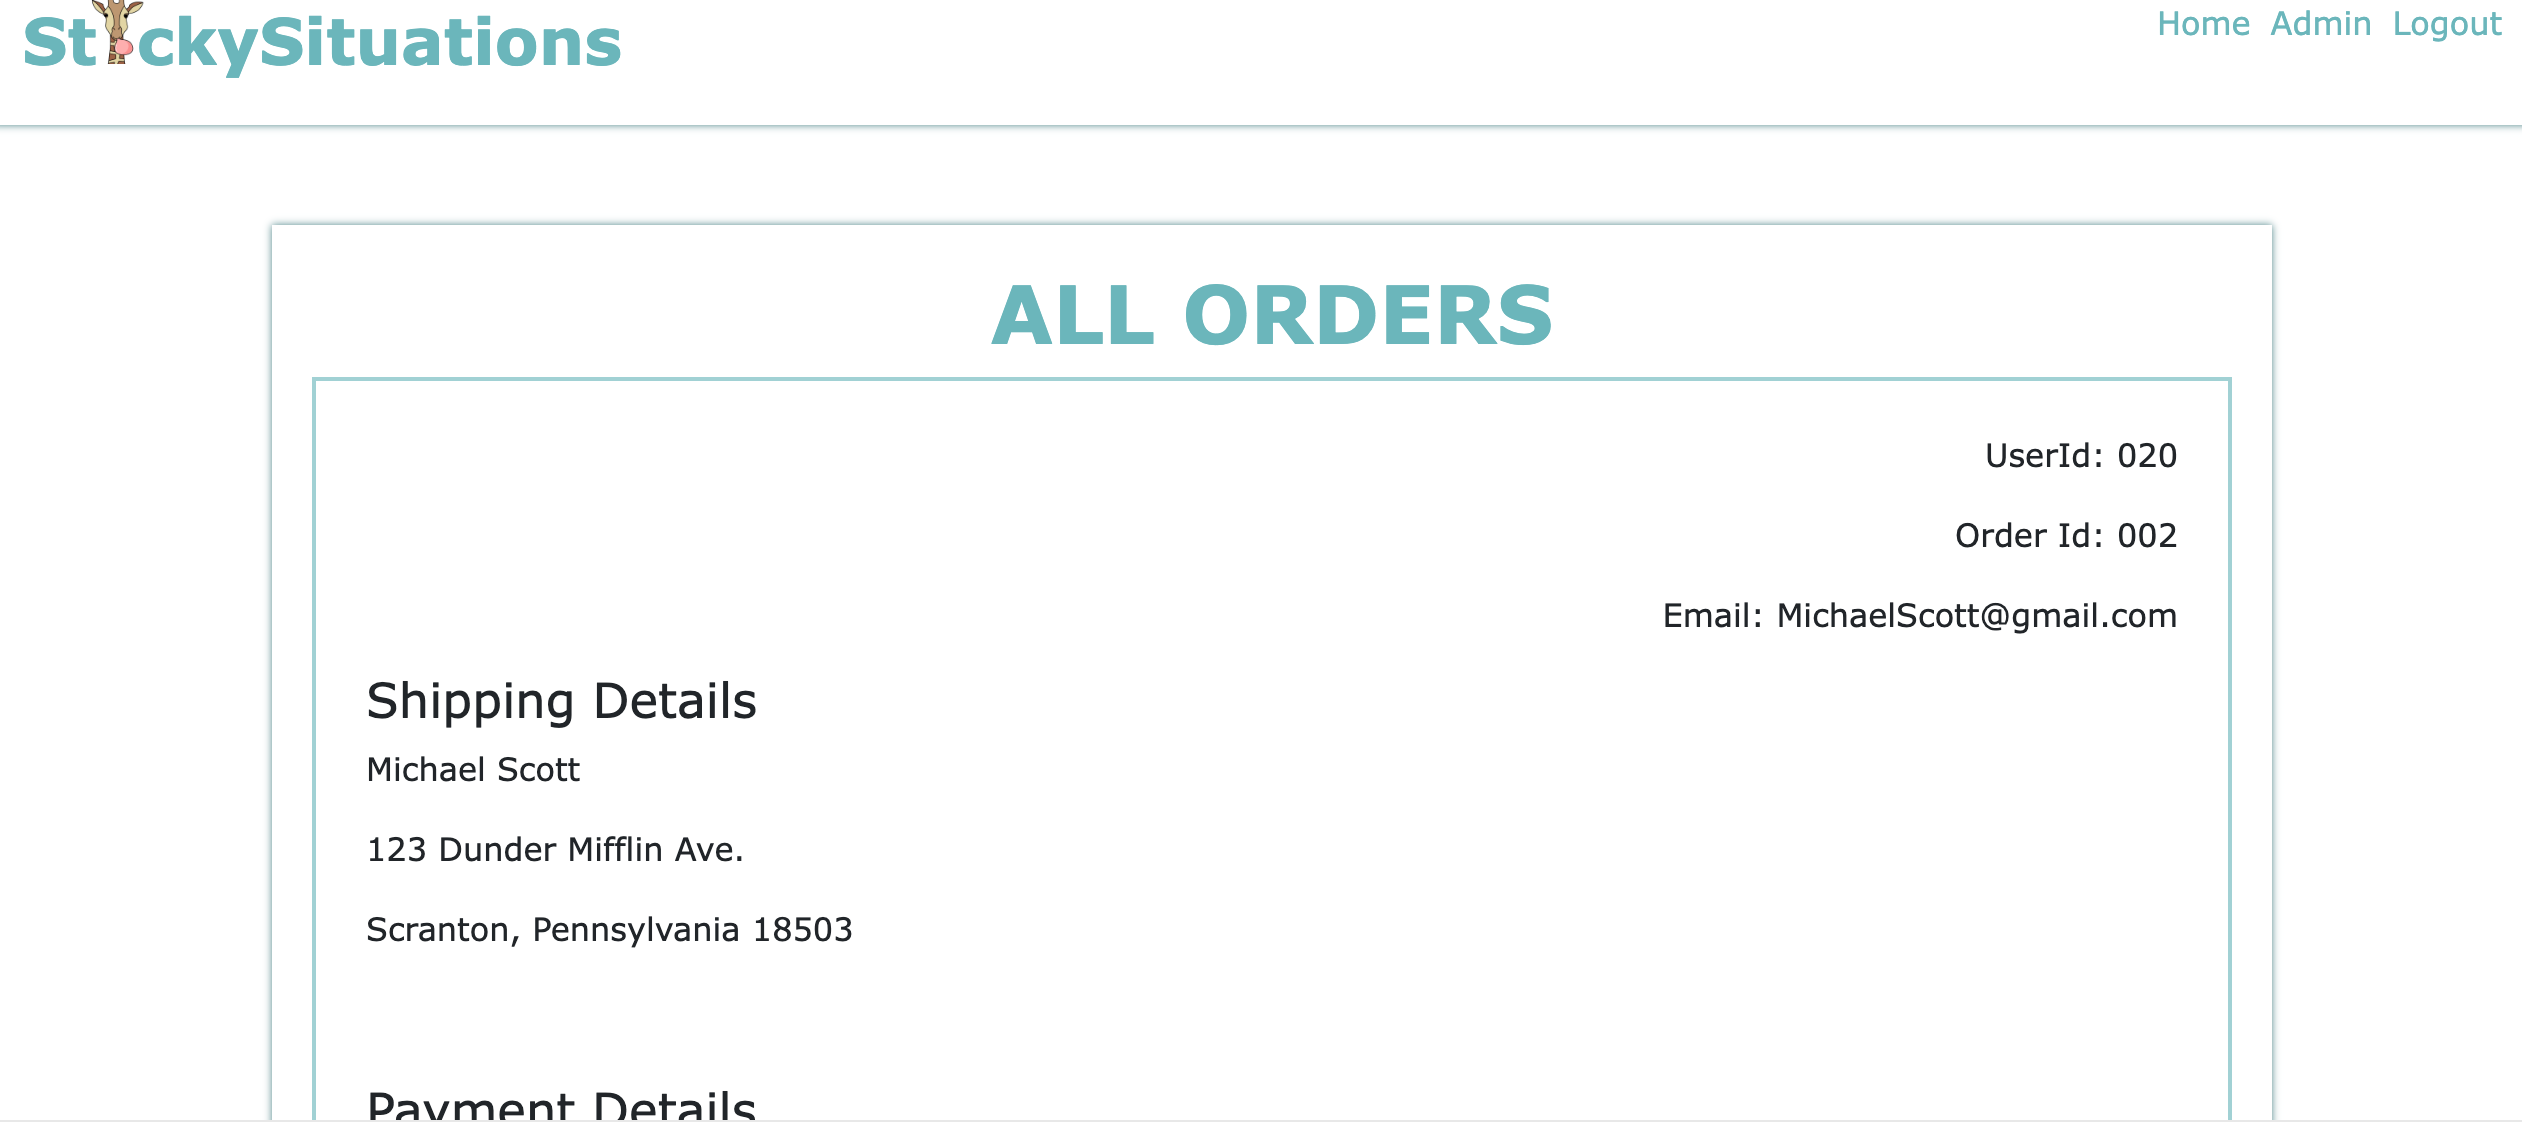 StickySituations
Home Admin Logout
ALL ORDERS
UserId: 020
Order Id: 002
Email: MichaelScott@gmail.com
Shipping Details
Michael Scott
123 Dunder Mifflin Ave.
Scranton, Pennsylvania 18503
Payment Details